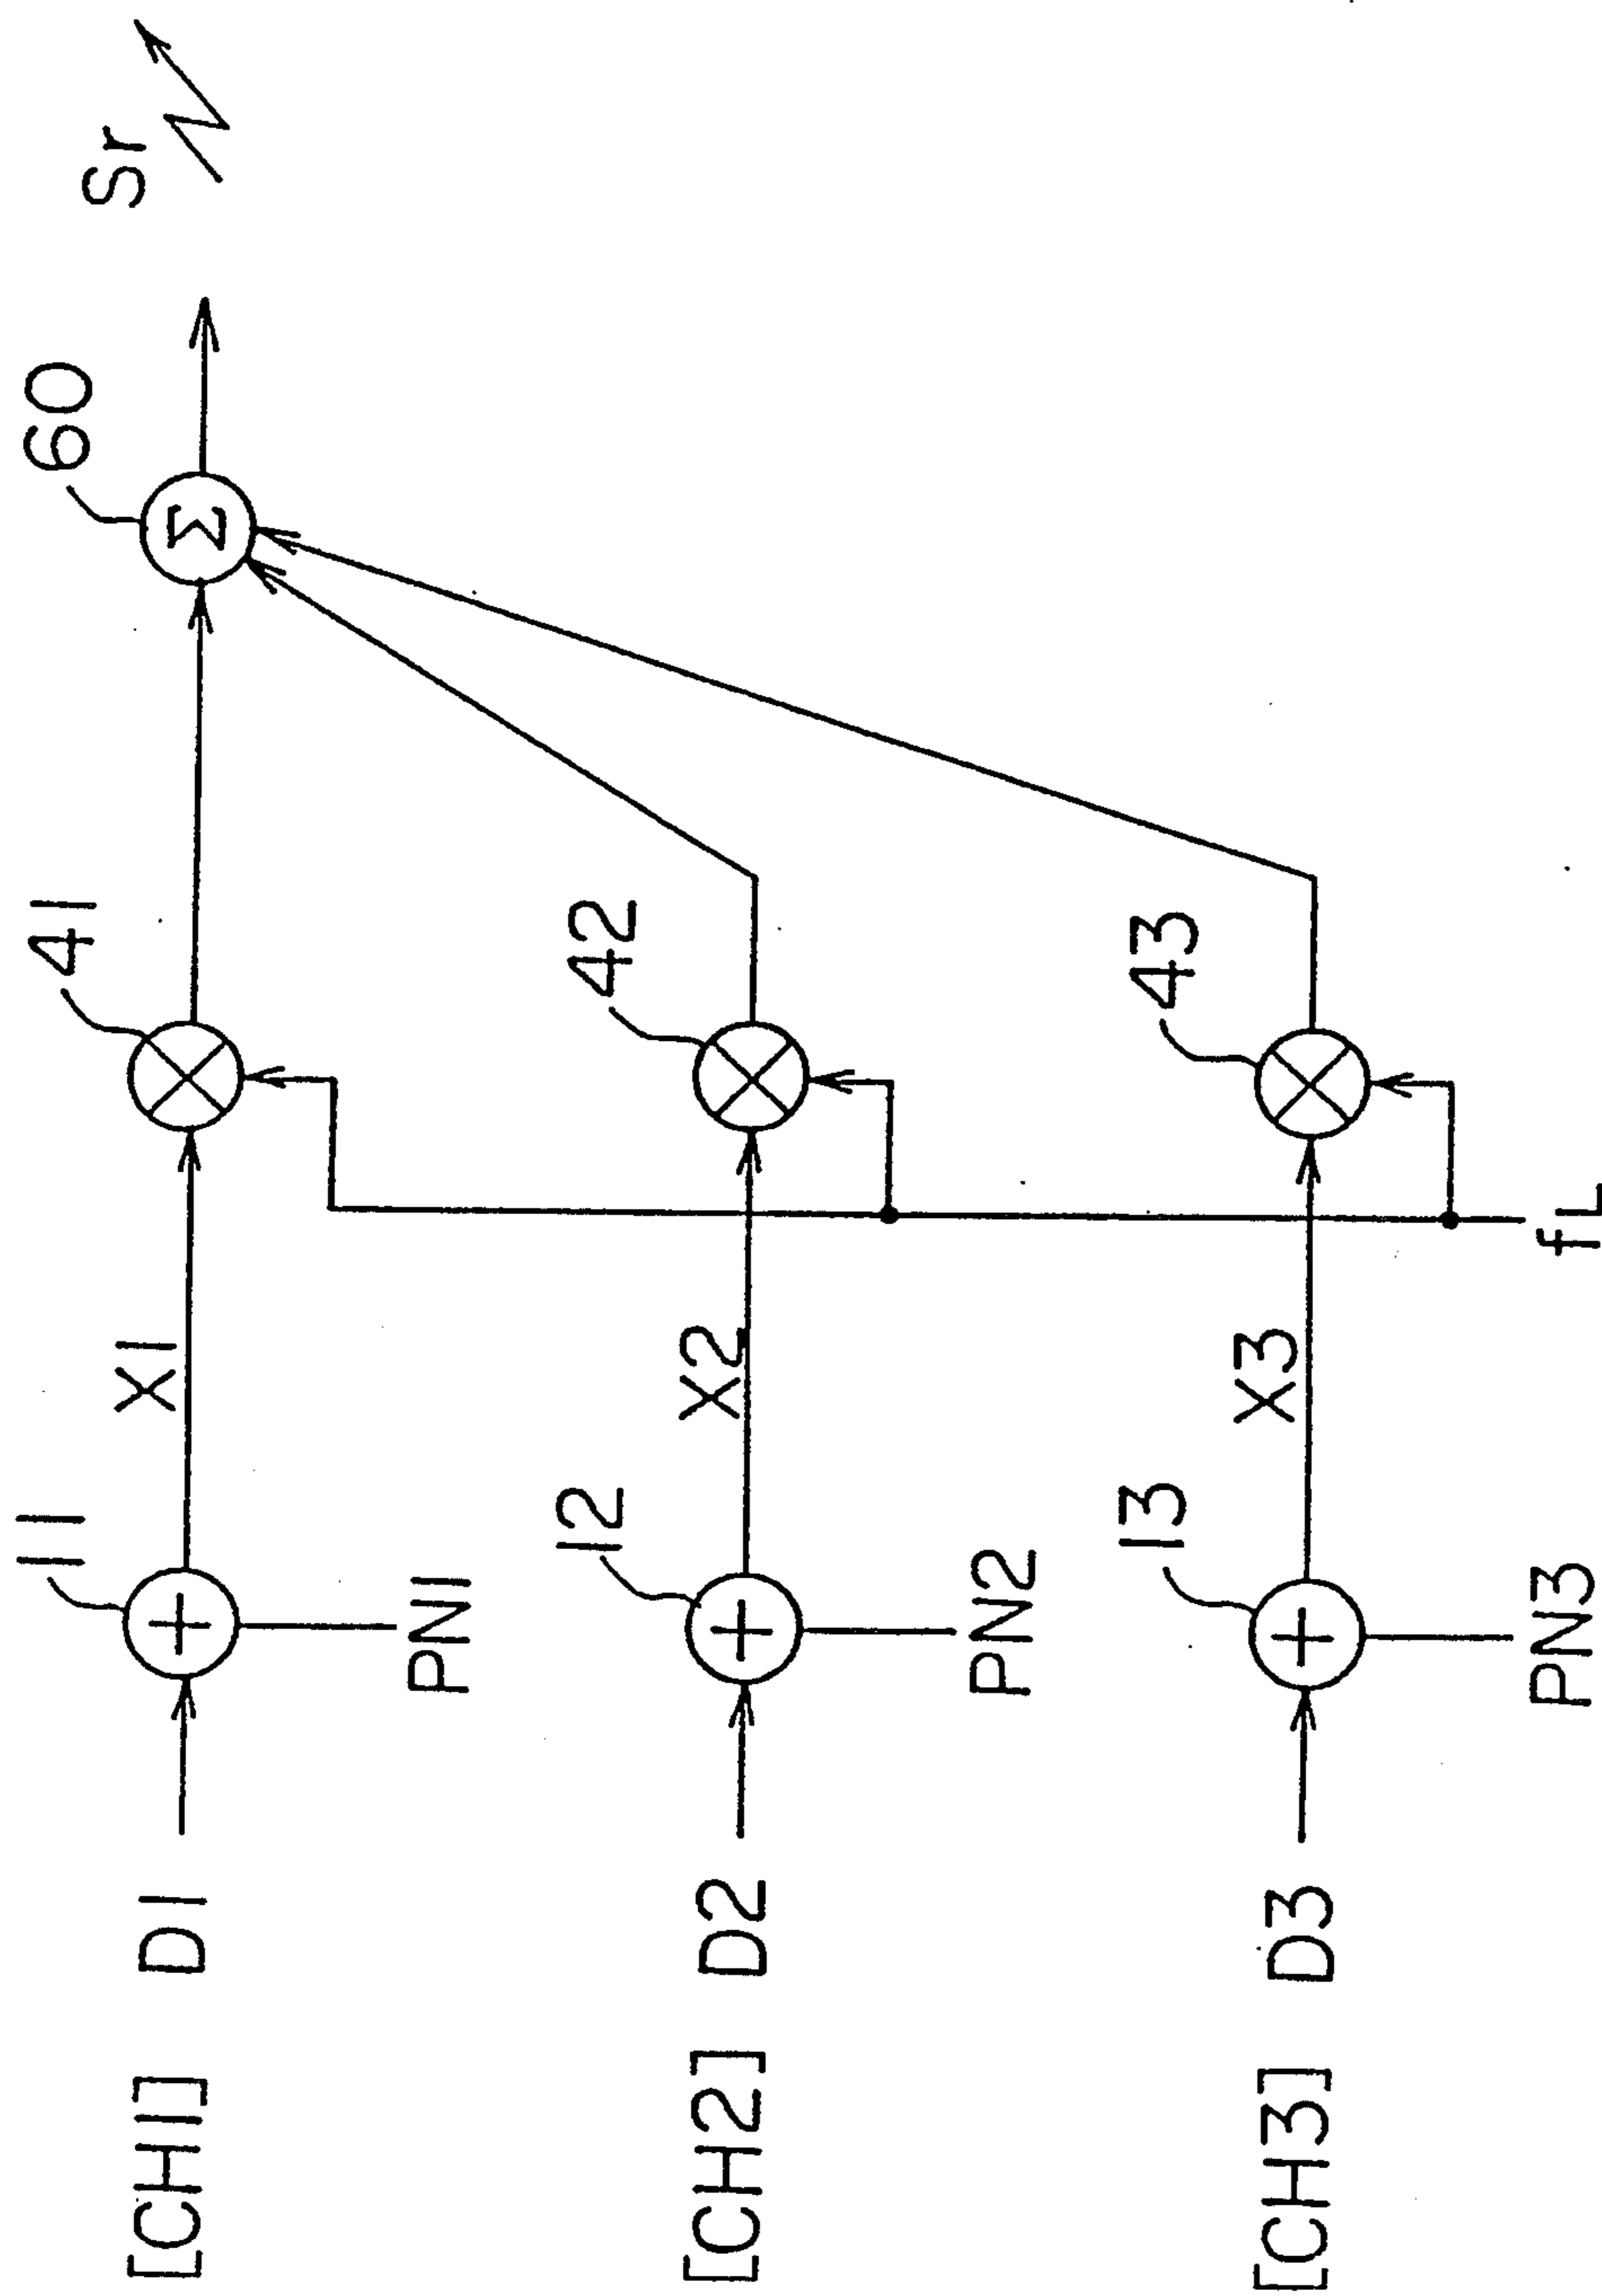 [CH1] D1
11
PN1
X1
41
Σ
60
Sr
[CH2] D2
12
PN2
X2
42
[CH3] D3
13
PN3
X3
43
fL